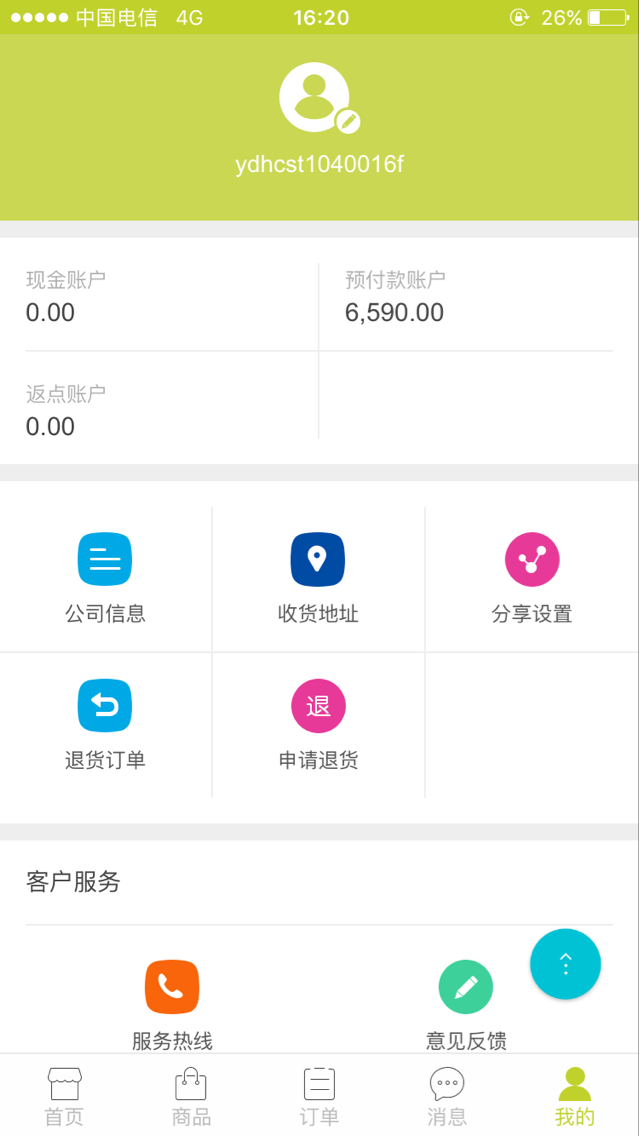 中国电信 4G 16:20 26%
ydhcst1040016f
现金账户 预付款账户
0.00 6,590.00
返点账户
0.00
公司信息 收货地址 分享设置
退
退货订单 申请退货
客户服务
服务热线 意见反馈
首页 商品 订单 消息 我的